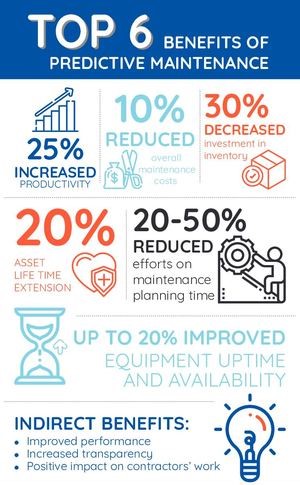 TOP 6 BENEFITS OF
PREDICTIVE MAINTENANCE
25%
INCREASED
PRODUCTIVITY
10%
REDUCED
overall
maintenance
costs
$
30%
DECREASED
investment in
inventory
20%
ASSET
LIFE TIME
EXTENSION
20-50%
REDUCED
efforts on
maintenance
planning time
UP TO 20% IMPROVED
EQUIPMENT UPTIME
AND AVAILABILITY
INDIRECT BENEFITS:
• Improved performance
• Increased transparency
• Positive impact on contractors' work